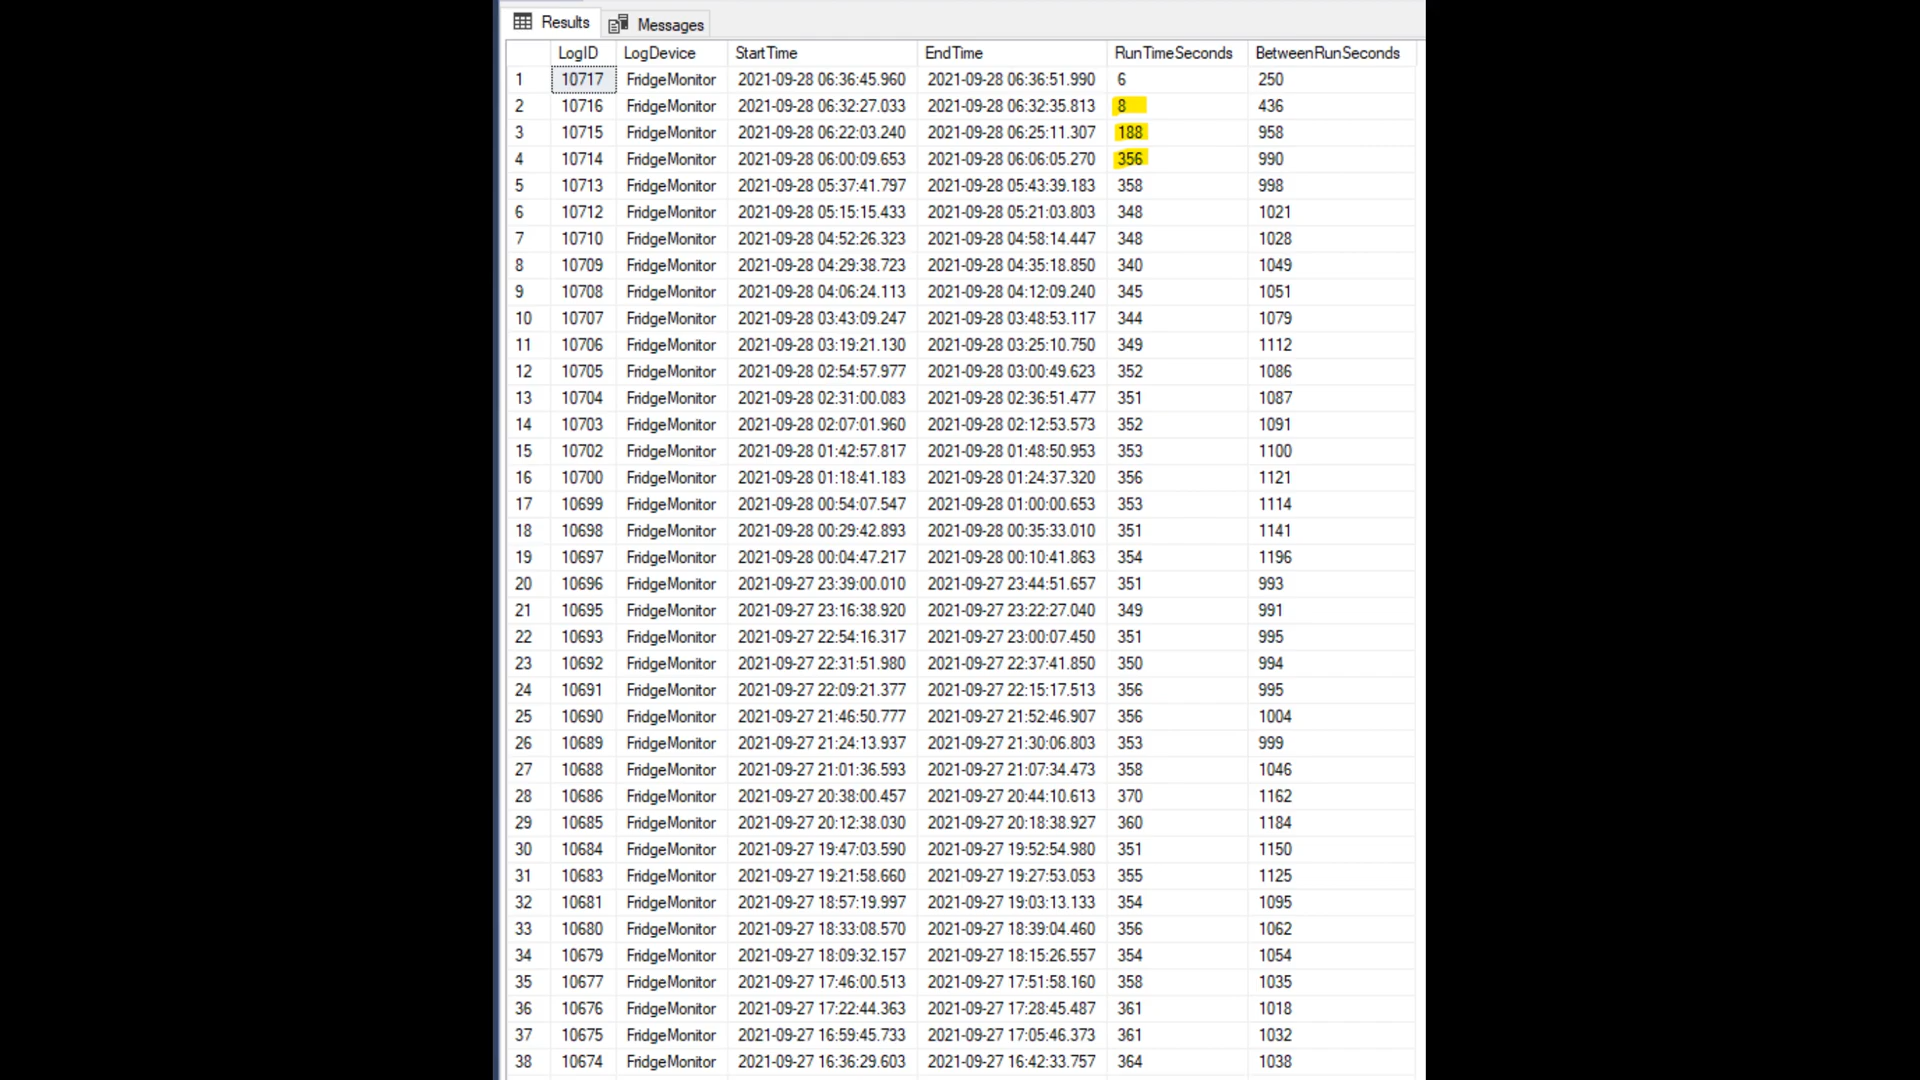 Results Messages
LogID LogDevice StartTime EndTime RunTimeSeconds BetweenRunSeconds
1 10717 FridgeMonitor 2021-09-28 06:36:45.960 2021-09-28 06:36:51.990 6 250
2 10716 FridgeMonitor 2021-09-28 06:32:27.033 2021-09-28 06:32:35.813 8 436
3 10715 FridgeMonitor 2021-09-28 06:22:03.240 2021-09-28 06:25:11.307 188 958
4 10714 FridgeMonitor 2021-09-28 06:00:09.653 2021-09-28 06:06:05.270 356 990
5 10713 FridgeMonitor 2021-09-28 05:37:41.797 2021-09-28 05:43:39.183 358 998
6 10712 FridgeMonitor 2021-09-28 05:15:15.433 2021-09-28 05:21:03.803 348 1021
7 10710 FridgeMonitor 2021-09-28 04:52:26.323 2021-09-28 04:58:14.447 348 1028
8 10709 FridgeMonitor 2021-09-28 04:29:38.723 2021-09-28 04:35:18.850 340 1049
9 10708 FridgeMonitor 2021-09-28 04:06:24.113 2021-09-28 04:12:09.240 345 1051
10 10707 FridgeMonitor 2021-09-28 03:43:09.247 2021-09-28 03:48:53.117 344 1079
11 10706 FridgeMonitor 2021-09-28 03:19:21.130 2021-09-28 03:25:10.750 349 1112
12 10705 FridgeMonitor 2021-09-28 02:54:57.977 2021-09-28 03:00:49.623 352 1086
13 10704 FridgeMonitor 2021-09-28 02:31:00.083 2021-09-28 02:36:51.477 351 1087
14 10703 FridgeMonitor 2021-09-28 02:07:01.960 2021-09-28 02:12:53.573 352 1091
15 10702 FridgeMonitor 2021-09-28 01:42:57.817 2021-09-28 01:48:50.953 353 1100
16 10700 FridgeMonitor 2021-09-28 01:18:41.183 2021-09-28 01:24:37.320 356 1121
17 10699 FridgeMonitor 2021-09-28 00:54:07.547 2021-09-28 01:00:00.653 353 1114
18 10698 FridgeMonitor 2021-09-28 00:29:42.893 2021-09-28 00:35:33.010 351 1141
19 10697 FridgeMonitor 2021-09-28 00:04:47.217 2021-09-28 00:10:41.863 354 1196
20 10696 FridgeMonitor 2021-09-27 23:39:00.010 2021-09-27 23:44:51.657 351 993
21 10695 FridgeMonitor 2021-09-27 23:16:38.920 2021-09-27 23:22:27.040 349 991
22 10693 FridgeMonitor 2021-09-27 22:54:16.317 2021-09-27 23:00:07.450 351 995
23 10692 FridgeMonitor 2021-09-27 22:31:51.980 2021-09-27 22:37:41.850 350 994
24 10691 FridgeMonitor 2021-09-27 22:09:21.377 2021-09-27 22:15:17.513 356 995
25 10690 FridgeMonitor 2021-09-27 21:46:50.777 2021-09-27 21:52:46.907 356 1004
26 10689 FridgeMonitor 2021-09-27 21:24:13.937 2021-09-27 21:30:06.803 353 999
27 10688 FridgeMonitor 2021-09-27 21:01:36.593 2021-09-27 21:07:34.473 358 1046
28 10686 FridgeMonitor 2021-09-27 20:38:00.457 2021-09-27 20:44:10.613 370 1162
29 10685 FridgeMonitor 2021-09-27 20:12:38.030 2021-09-27 20:18:38.927 360 1184
30 10684 FridgeMonitor 2021-09-27 19:47:03.590 2021-09-27 19:52:54.980 351 1150
31 10683 FridgeMonitor 2021-09-27 19:21:58.660 2021-09-27 19:27:53.053 355 1125
32 10681 FridgeMonitor 2021-09-27 18:57:19.997 2021-09-27 19:03:13.133 354 1095
33 10680 FridgeMonitor 2021-09-27 18:33:08.570 2021-09-27 18:39:04.460 356 1062
34 10679 FridgeMonitor 2021-09-27 18:09:32.157 2021-09-27 18:15:26.557 354 1054
35 10677 FridgeMonitor 2021-09-27 17:46:00.513 2021-09-27 17:51:58.160 358 1035
36 10676 FridgeMonitor 2021-09-27 17:22:44.363 2021-09-27 17:28:45.487 361 1018
37 10675 FridgeMonitor 2021-09-27 16:59:45.733 2021-09-27 17:05:46.373 361 1032
38 10674 FridgeMonitor 2021-09-27 16:36:29.603 2021-09-27 16:42:33.757 364 1038